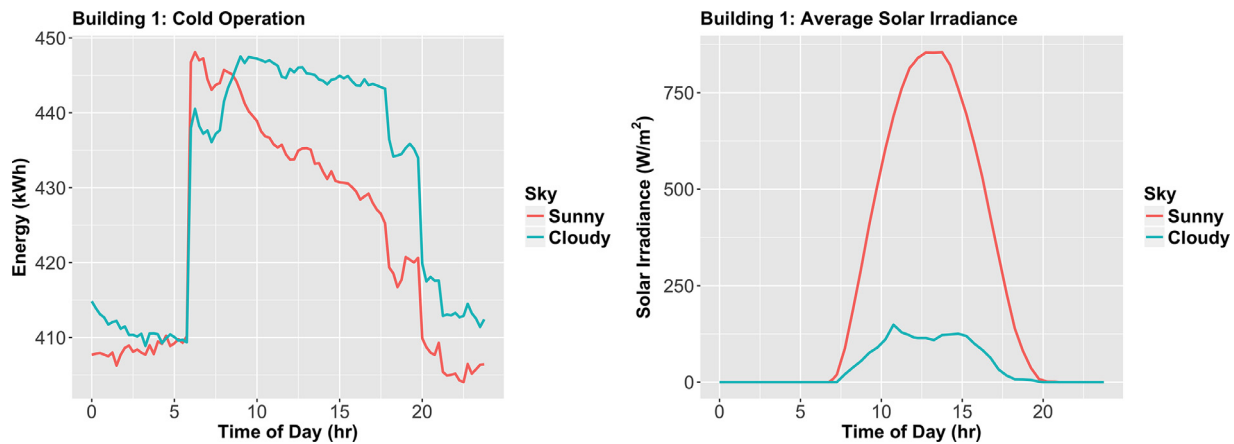 Building 1: Cold Operation
450
440
430
420
410
Energy (kWh)
0 5 10 15 20
Time of Day (hr)
Sky
Sunny
Cloudy
Building 1: Average Solar Irradiance
750
500
250
0
Solar Irradiance (W/m²)
0 5 10 15 20
Time of Day (hr)
Sky
Sunny
Cloudy